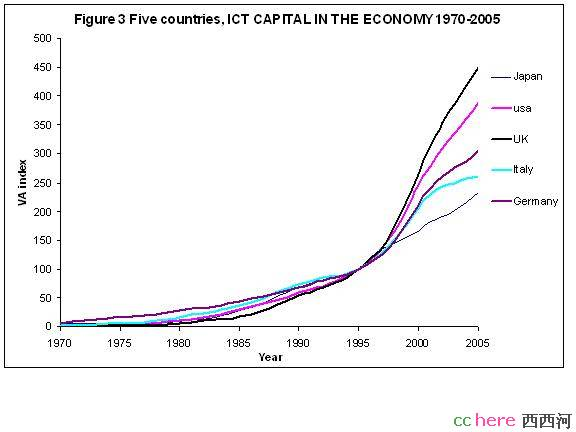 Figure 3 Five countries, ICT CAPITAL IN THE ECONOMY 1970-2005
500
450
400
350
300
250
200
150
100
50
0
VA index
1970 1975 1980 1985 1990 1995 2000 2005
Year
Japan
usa
UK
Italy
Germany
cc here 西西河